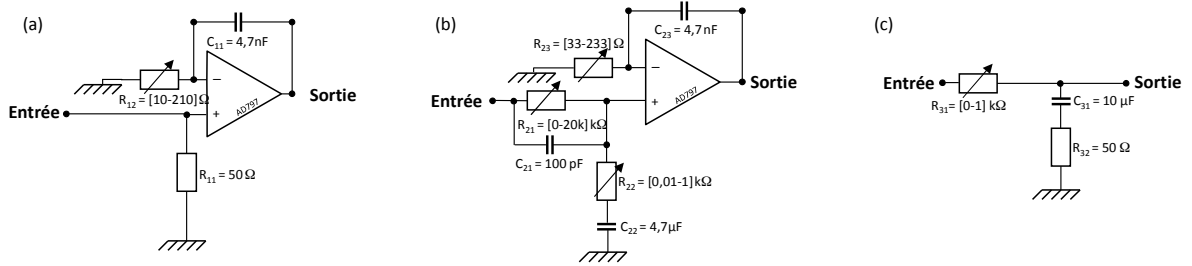 (a)
C11 = 4,7nF
R12 = [10-210] Ω
−
+
AD797
Entrée
Sortie
R11 = 50 Ω
(b)
C23 = 4,7nF
R23 = [33-233] Ω
−
+
AD797
Entrée
Sortie
R21 = [0-20k] kΩ
C21 = 100 pF
R22 = [0,01-1] kΩ
C22 = 4,7µF
(c)
Entrée
Sortie
R31 = [0-1] kΩ
C31 = 10 µF
R32 = 50 Ω